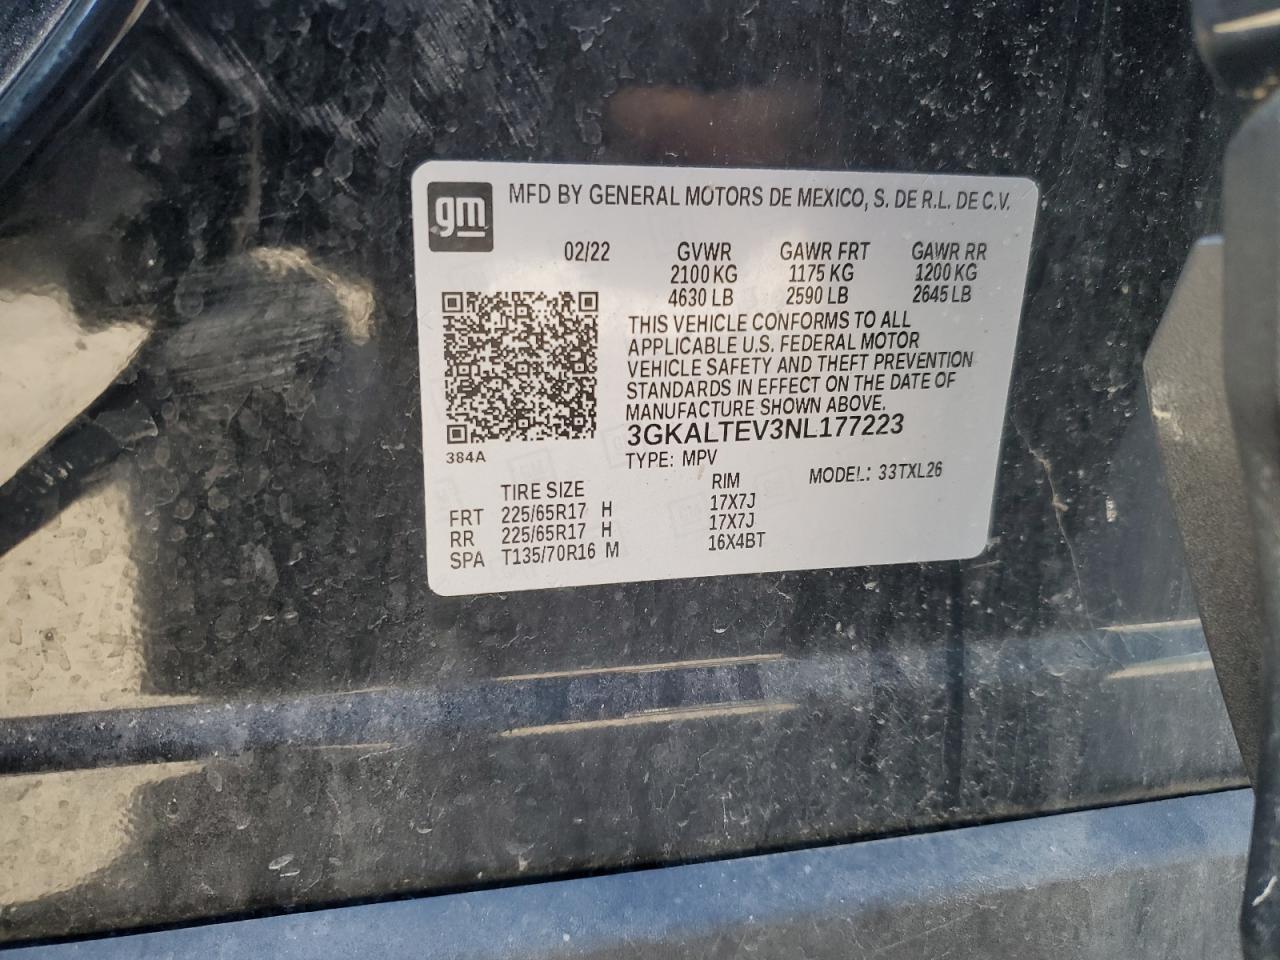 gm
MFD BY GENERAL MOTORS DE MEXICO, S. DE R.L. DE C.V.
02/22 GVWR GAWR FRT GAWR RR
2100 KG 1175 KG 1200 KG
4630 LB 2590 LB 2645 LB
THIS VEHICLE CONFORMS TO ALL
APPLICABLE U.S. FEDERAL MOTOR
VEHICLE SAFETY AND THEFT PREVENTION
STANDARDS IN EFFECT ON THE DATE OF
MANUFACTURE SHOWN ABOVE.
3GKALTEV3NL177223
384A
TYPE: MPV
MODEL: 33TXL26
TIRE SIZE RIM
FRT 225/65R17 H 17X7J
RR 225/65R17 H 17X7J
SPA T135/70R16 M 16X4BT